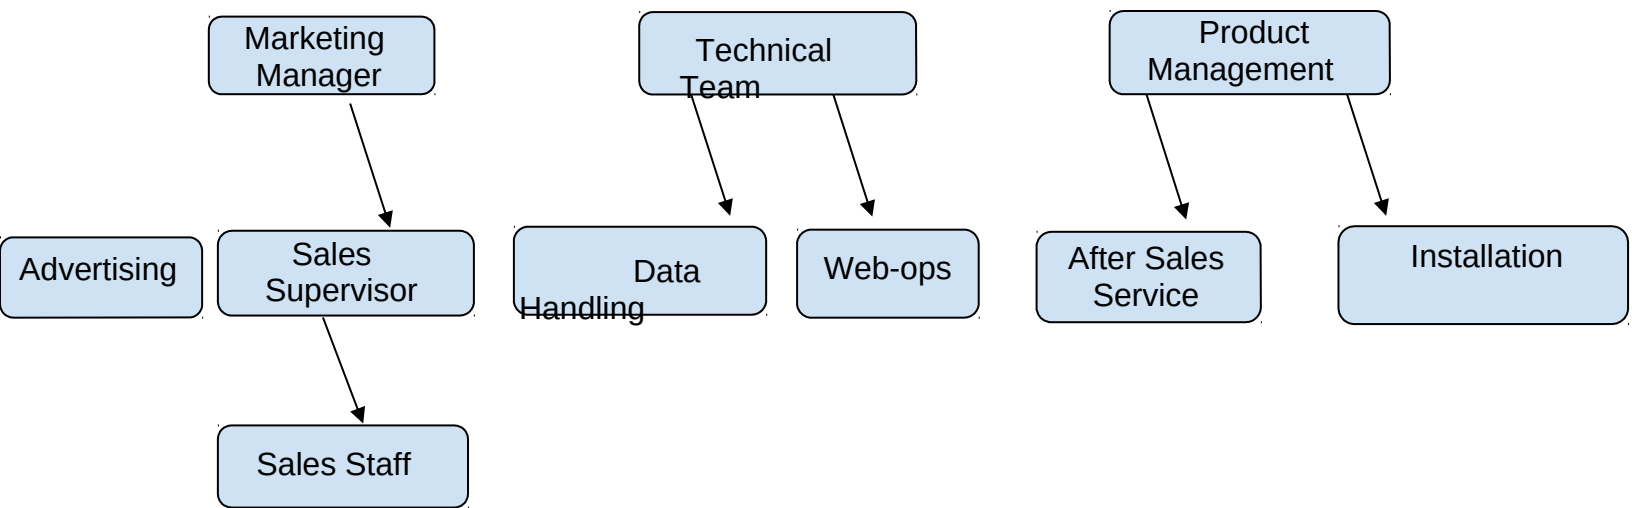 Marketing
Manager
Technical
Team
Product
Management
Advertising
Sales
Supervisor
Data
Handling
Web-ops
After Sales
Service
Installation
Sales Staff